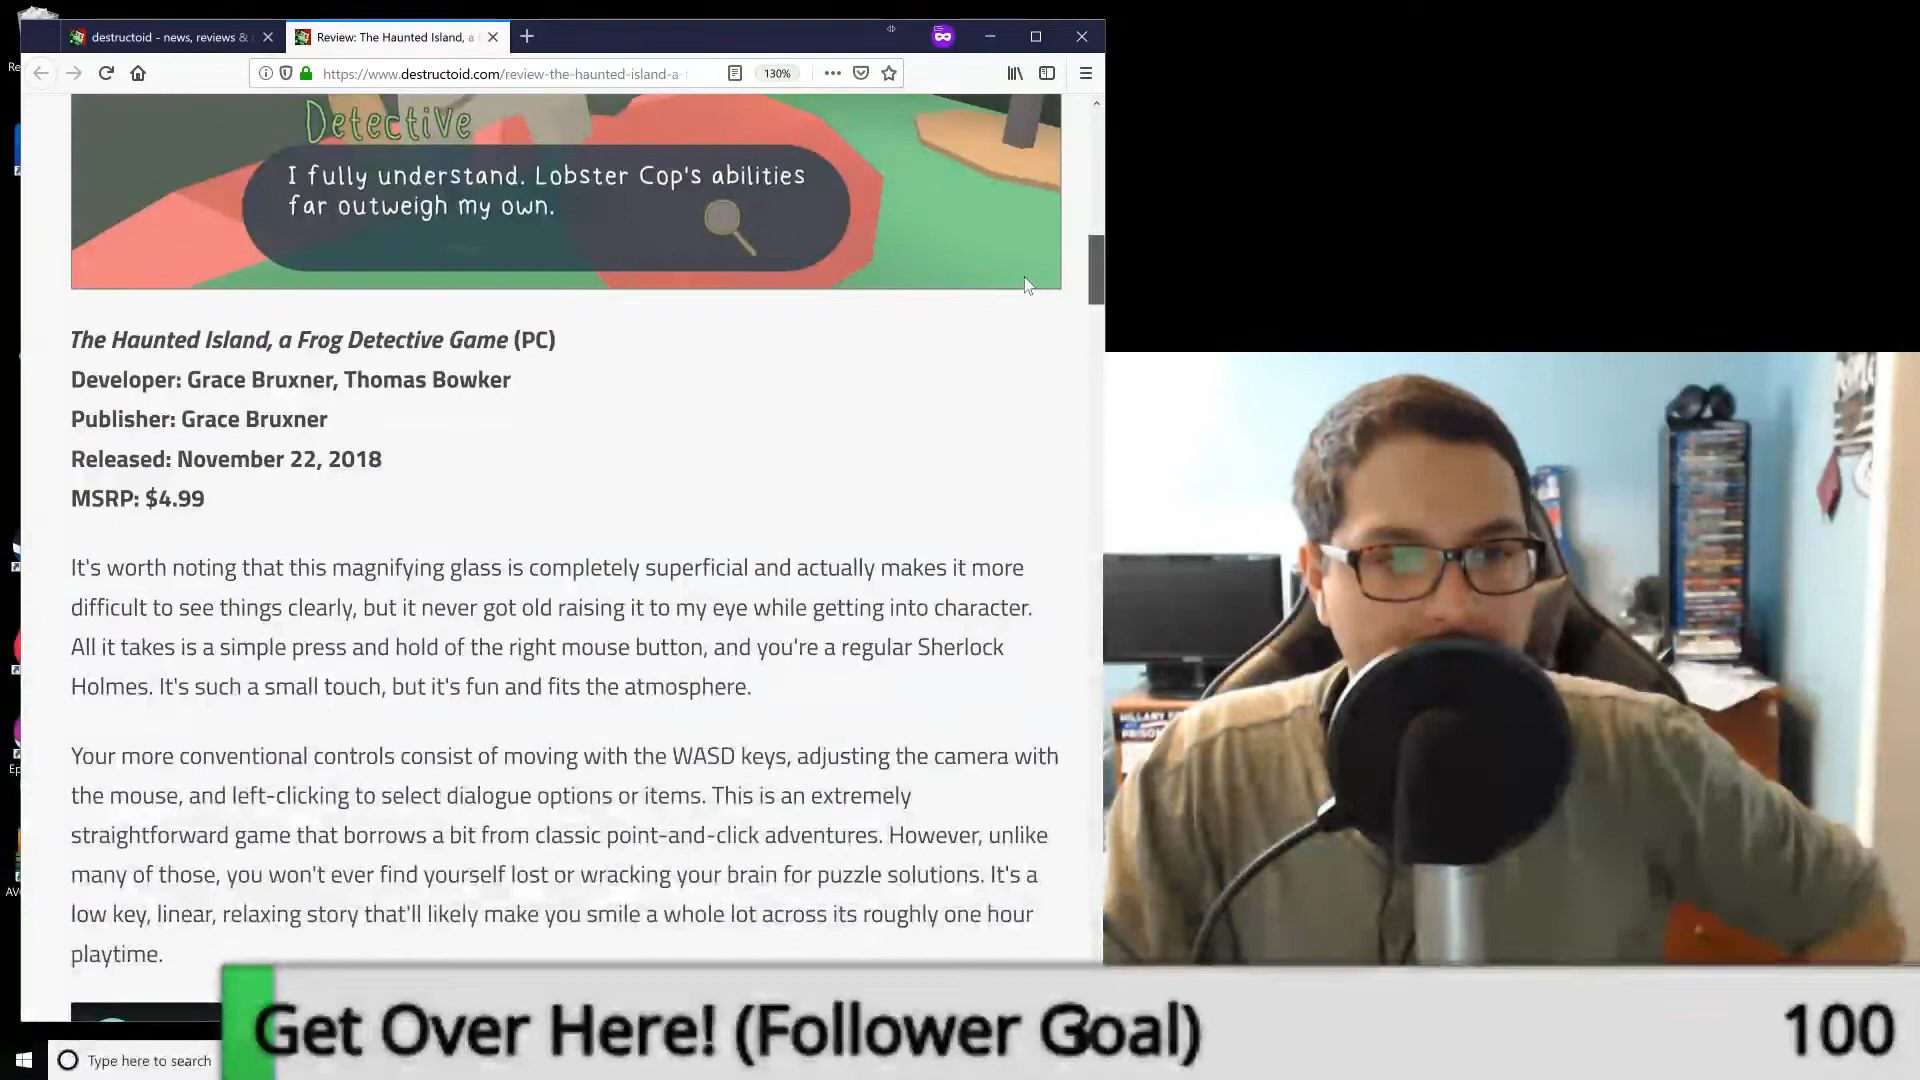 destructoid - news, reviews &
Review: The Haunted Island, a
https://www.destructoid.com/review-the-haunted-island-a-f
130%
Detective
I fully understand. Lobster Cop's abilities
far outweigh my own.
The Haunted Island, a Frog Detective Game (PC)
Developer: Grace Bruxner, Thomas Bowker
Publisher: Grace Bruxner
Released: November 22, 2018
MSRP: $4.99
It's worth noting that this magnifying glass is completely superficial and actually makes it more
difficult to see things clearly, but it never got old raising it to my eye while getting into character.
All it takes is a simple press and hold of the right mouse button, and you're a regular Sherlock
Holmes. It's such a small touch, but it's fun and fits the atmosphere.
Your more conventional controls consist of moving with the WASD keys, adjusting the camera with
the mouse, and left-clicking to select dialogue options or items. This is an extremely
straightforward game that borrows a bit from classic point-and-click adventures. However, unlike
many of those, you won't ever find yourself lost or wracking your brain for puzzle solutions. It's a
low key, linear, relaxing story that'll likely make you smile a whole lot across its roughly one hour
playtime.
HILLARY
PRISON
Get Over Here! (Follower Goal)
3
100
Type here to search
Re
Ep
AV